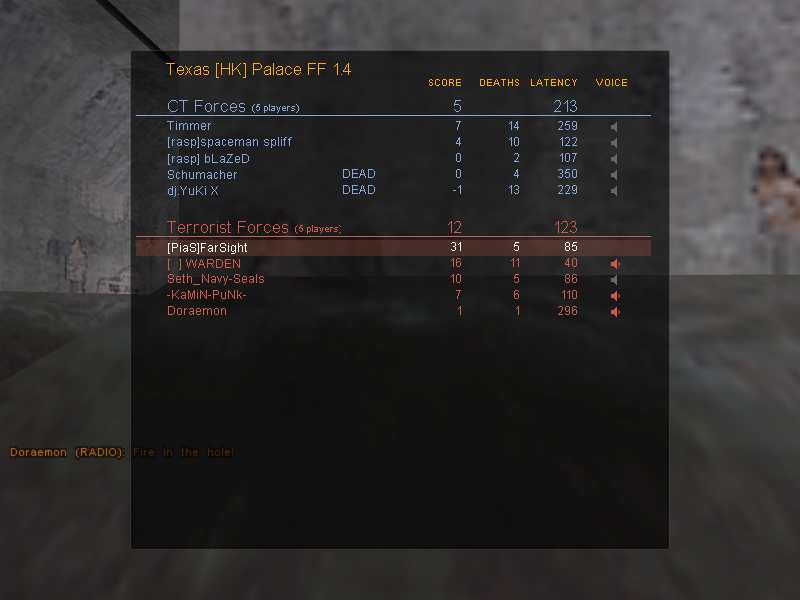 Texas [HK] Palace FF 1.4
SCORE DEATHS LATENCY VOICE
CT Forces (5 players) 5 213
Timmer 7 14 259
[rasp]spaceman spliff 4 10 122
[rasp] bLaZeD 0 2 107
Schumacher DEAD 0 4 350
dj.YuKi X DEAD -1 13 229
Terrorist Forces (5 players) 12 123
[PiaS]FarSight 31 5 85
[ ] WARDEN 16 11 40
Seth_Navy-Seals 10 5 86
-KaMiN-PuNk- 7 6 110
Doraemon 1 1 296
Doraemon (RADIO): Fire in the hole!